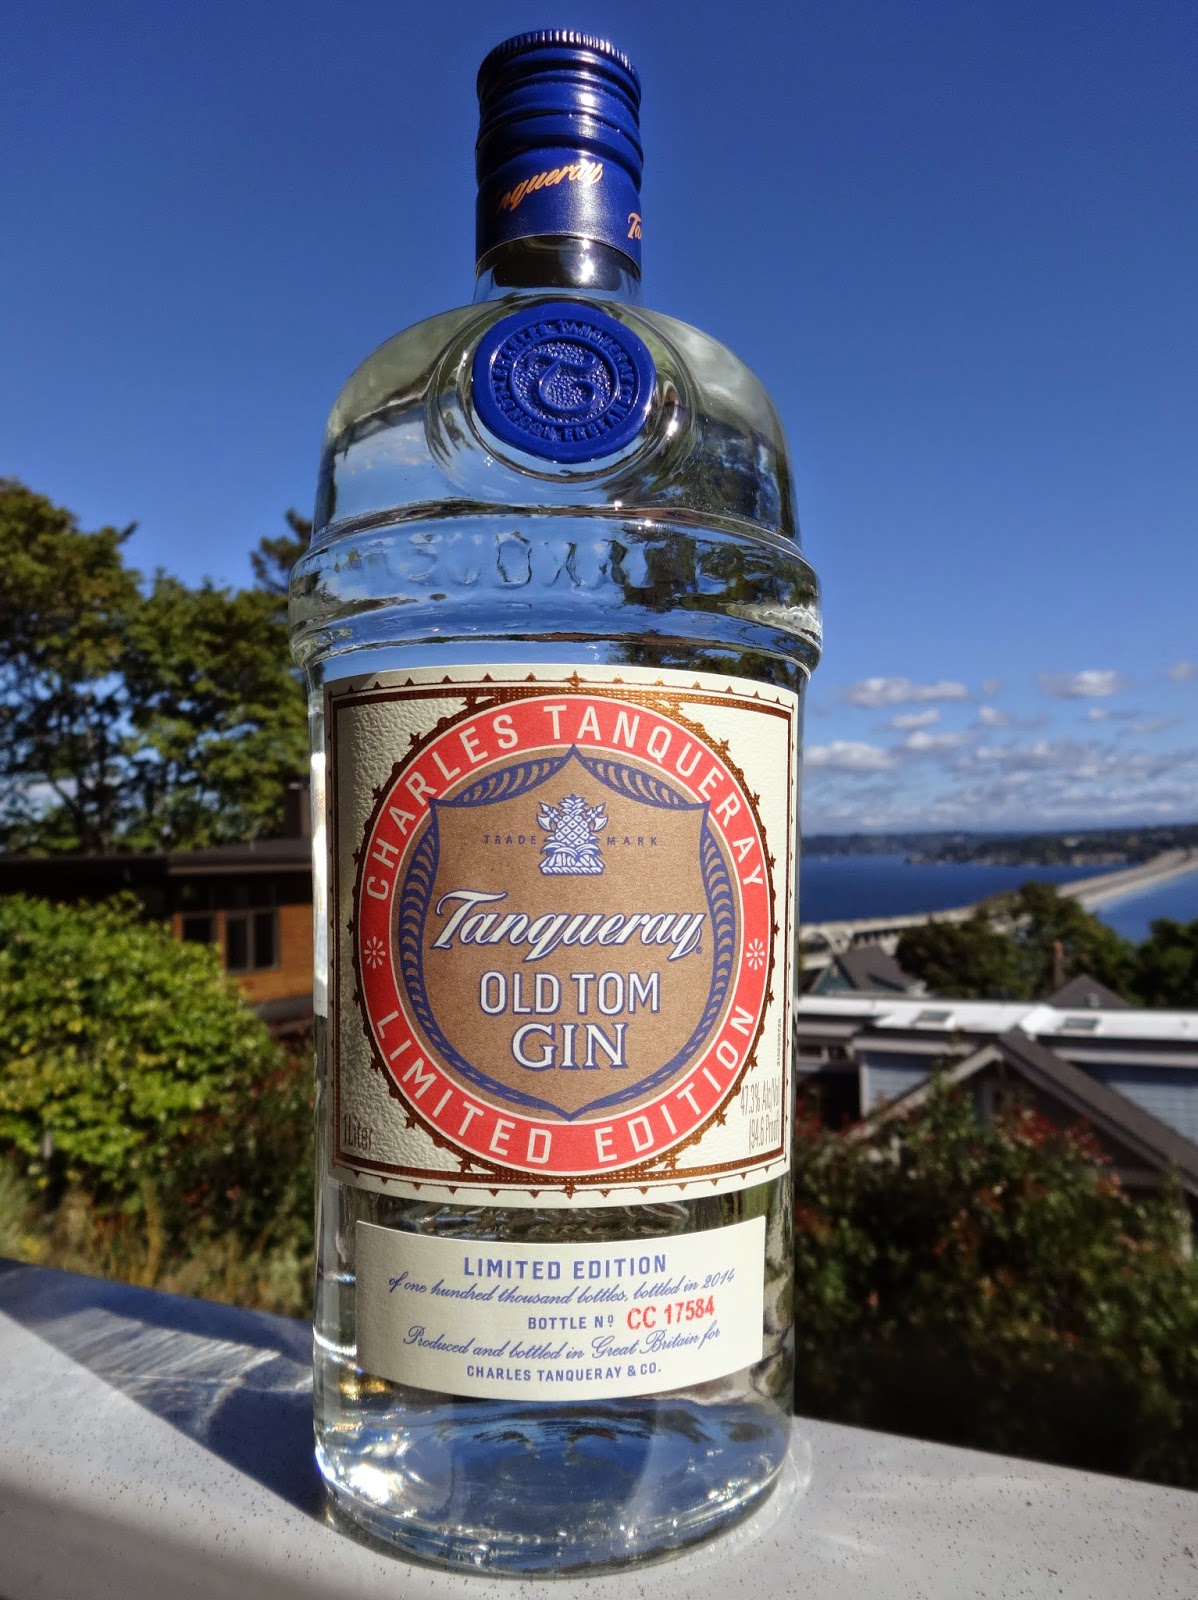 Tanqueray
CHARLES TANQUERAY
TRADE MARK
Tanqueray
OLD TOM
GIN
LIMITED EDITION
1 Liter
47.3% Alc/Vol
(94.6 Proof)
LIMITED EDITION
of one hundred thousand bottles, bottled in 2014
BOTTLE Nº CC 17584
Produced and bottled in Great Britain for
CHARLES TANQUERAY & CO.